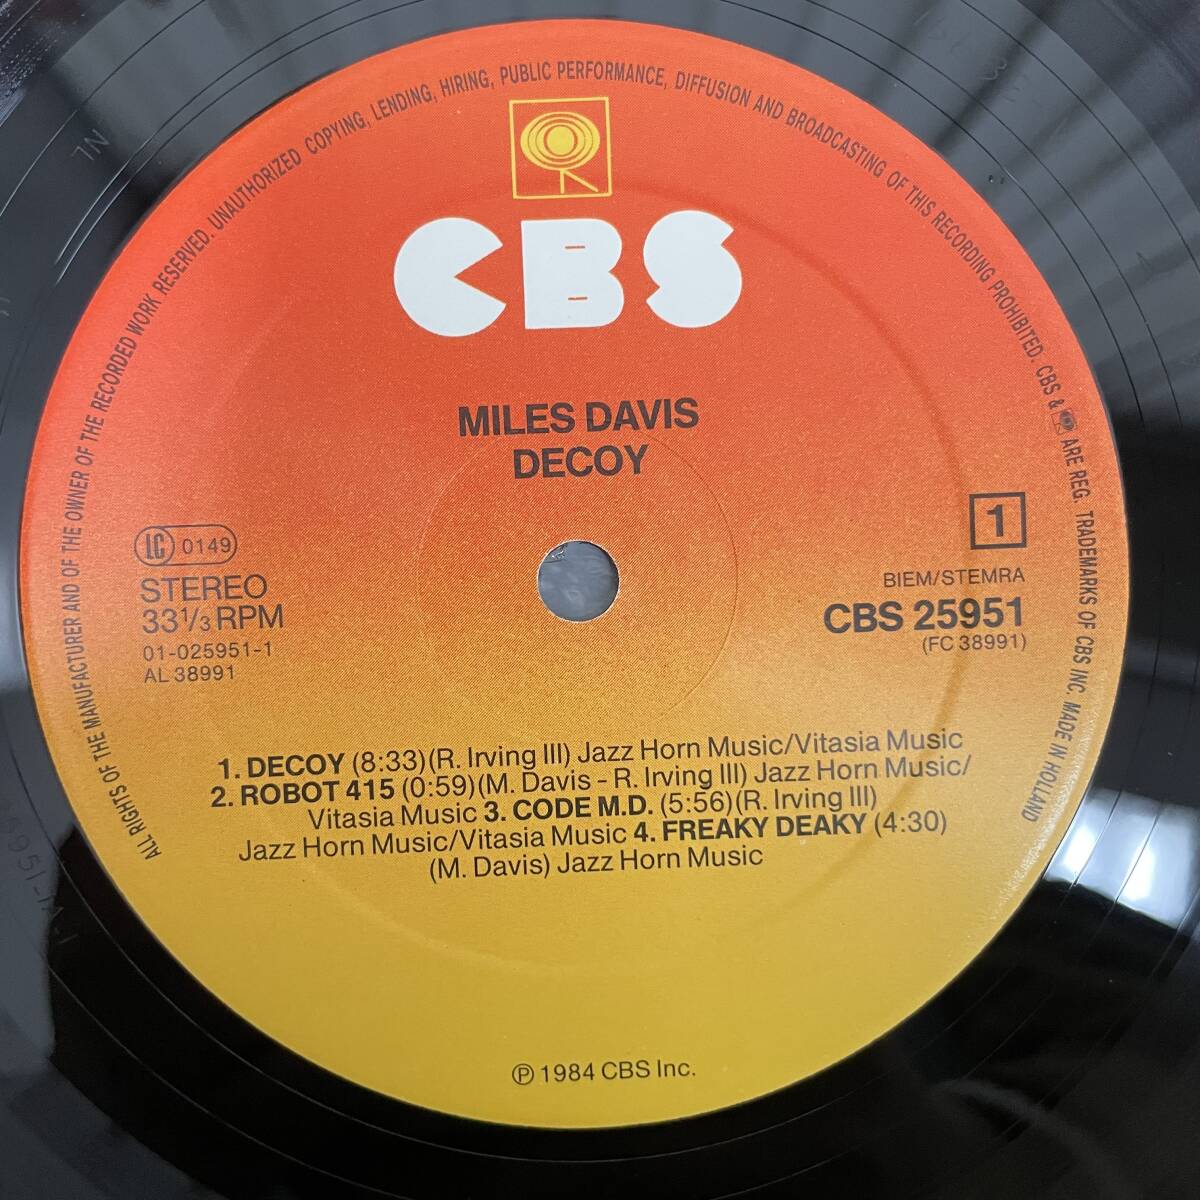 ALL RIGHTS OF THE MANUFACTURER AND OF THE OWNER OF THE RECORDED WORK RESERVED. UNAUTHORIZED COPYING, LENDING, HIRING, PUBLIC PERFORMANCE, DIFFUSION AND BROADCASTING OF THIS RECORDING PROHIBITED. CBS & ARE REG. TRADEMARKS OF CBS INC. MADE IN HOLLAND
CBS
MILES DAVIS
DECOY
LC 0149
STEREO
33 1/3 RPM
01-025951-1
AL 38991
1
BIEM/STEMRA
CBS 25951
(FC 38991)
1. DECOY (8:33)(R. Irving III) Jazz Horn Music/Vitasia Music
2. ROBOT 415 (0:59)(M. Davis - R. Irving III) Jazz Horn Music/
Vitasia Music 3. CODE M.D. (5:56)(R. Irving III)
Jazz Horn Music/Vitasia Music 4. FREAKY DEAKY (4:30)
(M. Davis) Jazz Horn Music
℗ 1984 CBS Inc.
NL